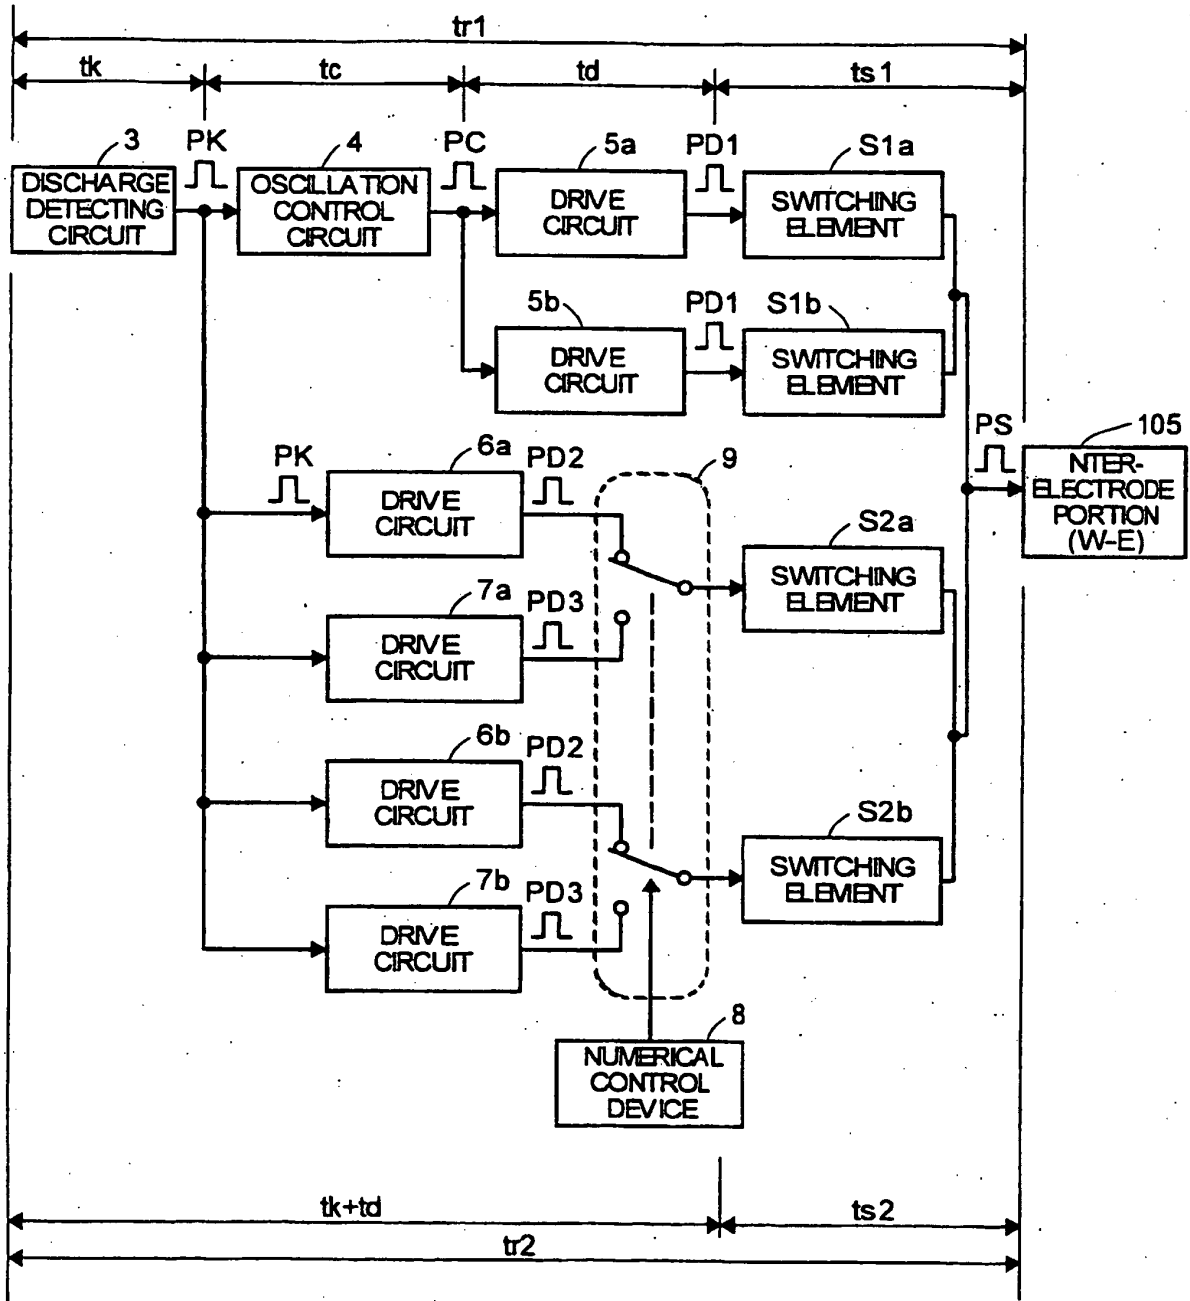 tr1
tk tc td ts1
3 PK 4 PC 5a PD1 S1a
DISCHARGE
DETECTING
CIRCUIT
OSCILLATION
CONTROL
CIRCUIT
DRIVE
CIRCUIT
SWITCHING
ELEMENT
5b PD1 S1b
DRIVE
CIRCUIT
SWITCHING
ELEMENT
PS 105
NTER-
ELECTRODE
PORTION
(W-E)
PK 6a PD2 9
DRIVE
CIRCUIT
S2a
SWITCHING
ELEMENT
7a PD3
DRIVE
CIRCUIT
6b PD2
DRIVE
CIRCUIT
S2b
SWITCHING
ELEMENT
7b PD3
DRIVE
CIRCUIT
8
NUMERICAL
CONTROL
DEVICE
tk+td ts2
tr2